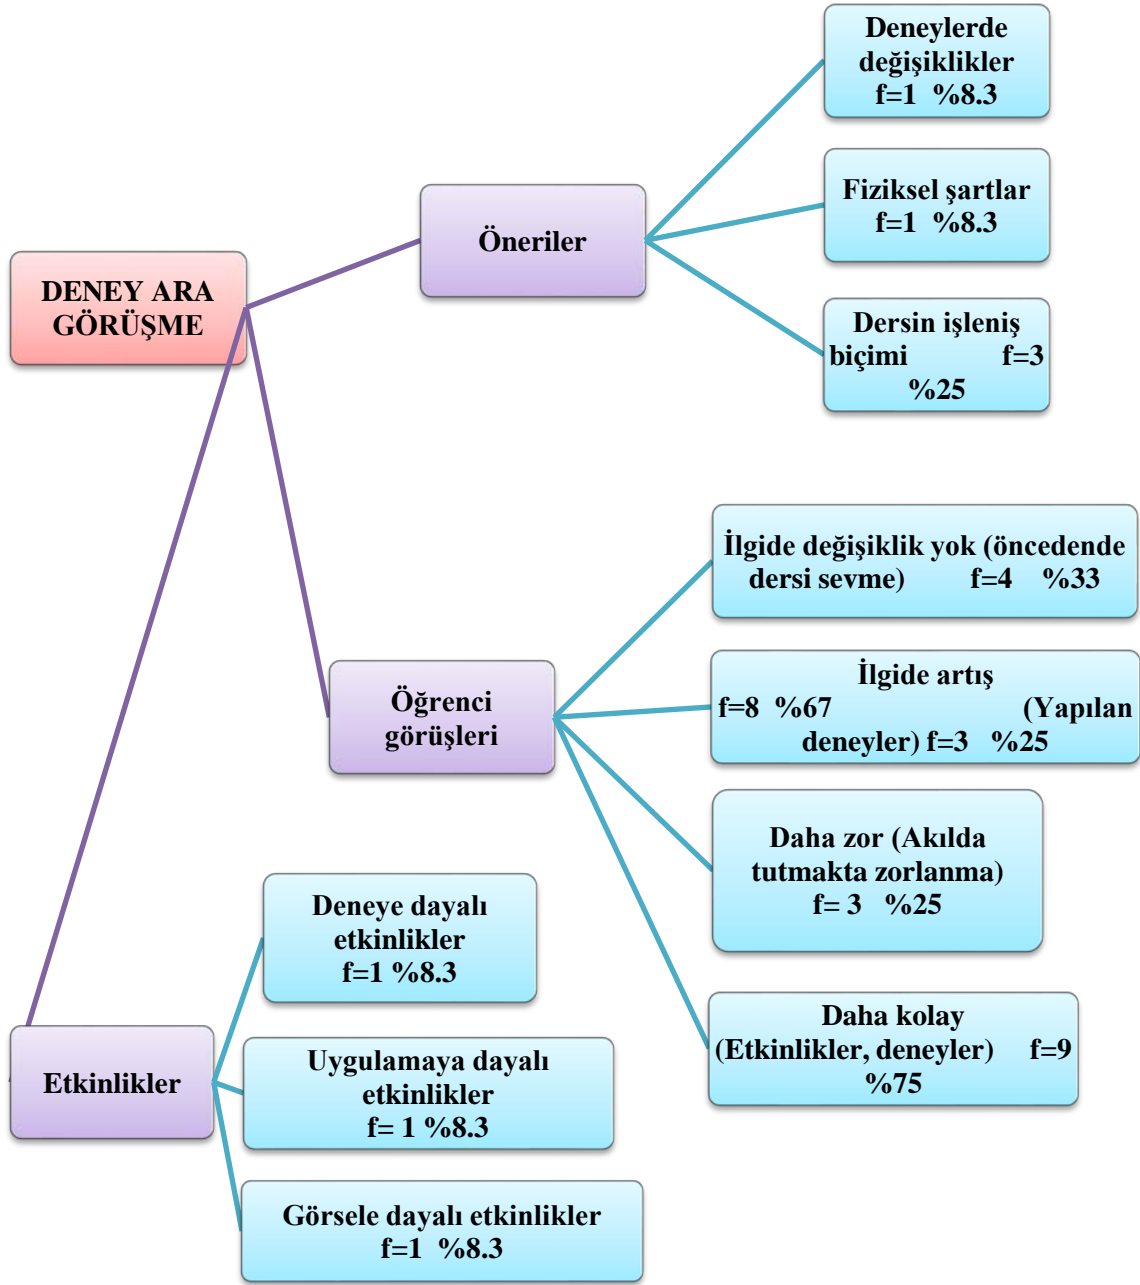 DENEY ARA
GÖRÜŞME
Öneriler
Deneylerde
değişiklikler
f=1 %8.3
Fiziksel şartlar
f=1 %8.3
Dersin işleniş
biçimi f=3
%25
Öğrenci
görüşleri
İlgide değişiklik yok (öncedende
dersi sevme) f=4 %33
İlgide artış
f=8 %67 (Yapılan
deneyler) f=3 %25
Daha zor (Akılda
tutmakta zorlanma)
f= 3 %25
Daha kolay
(Etkinlikler, deneyler) f=9
%75
Etkinlikler
Deneye dayalı
etkinlikler
f=1 %8.3
Uygulamaya dayalı
etkinlikler
f= 1 %8.3
Görsele dayalı etkinlikler
f=1 %8.3